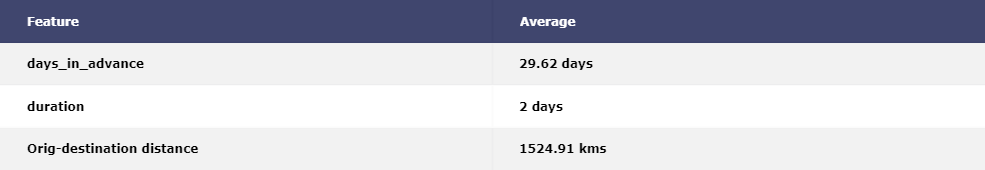 Feature Average
days_in_advance 29.62 days
duration 2 days
Orig-destination distance 1524.91 kms